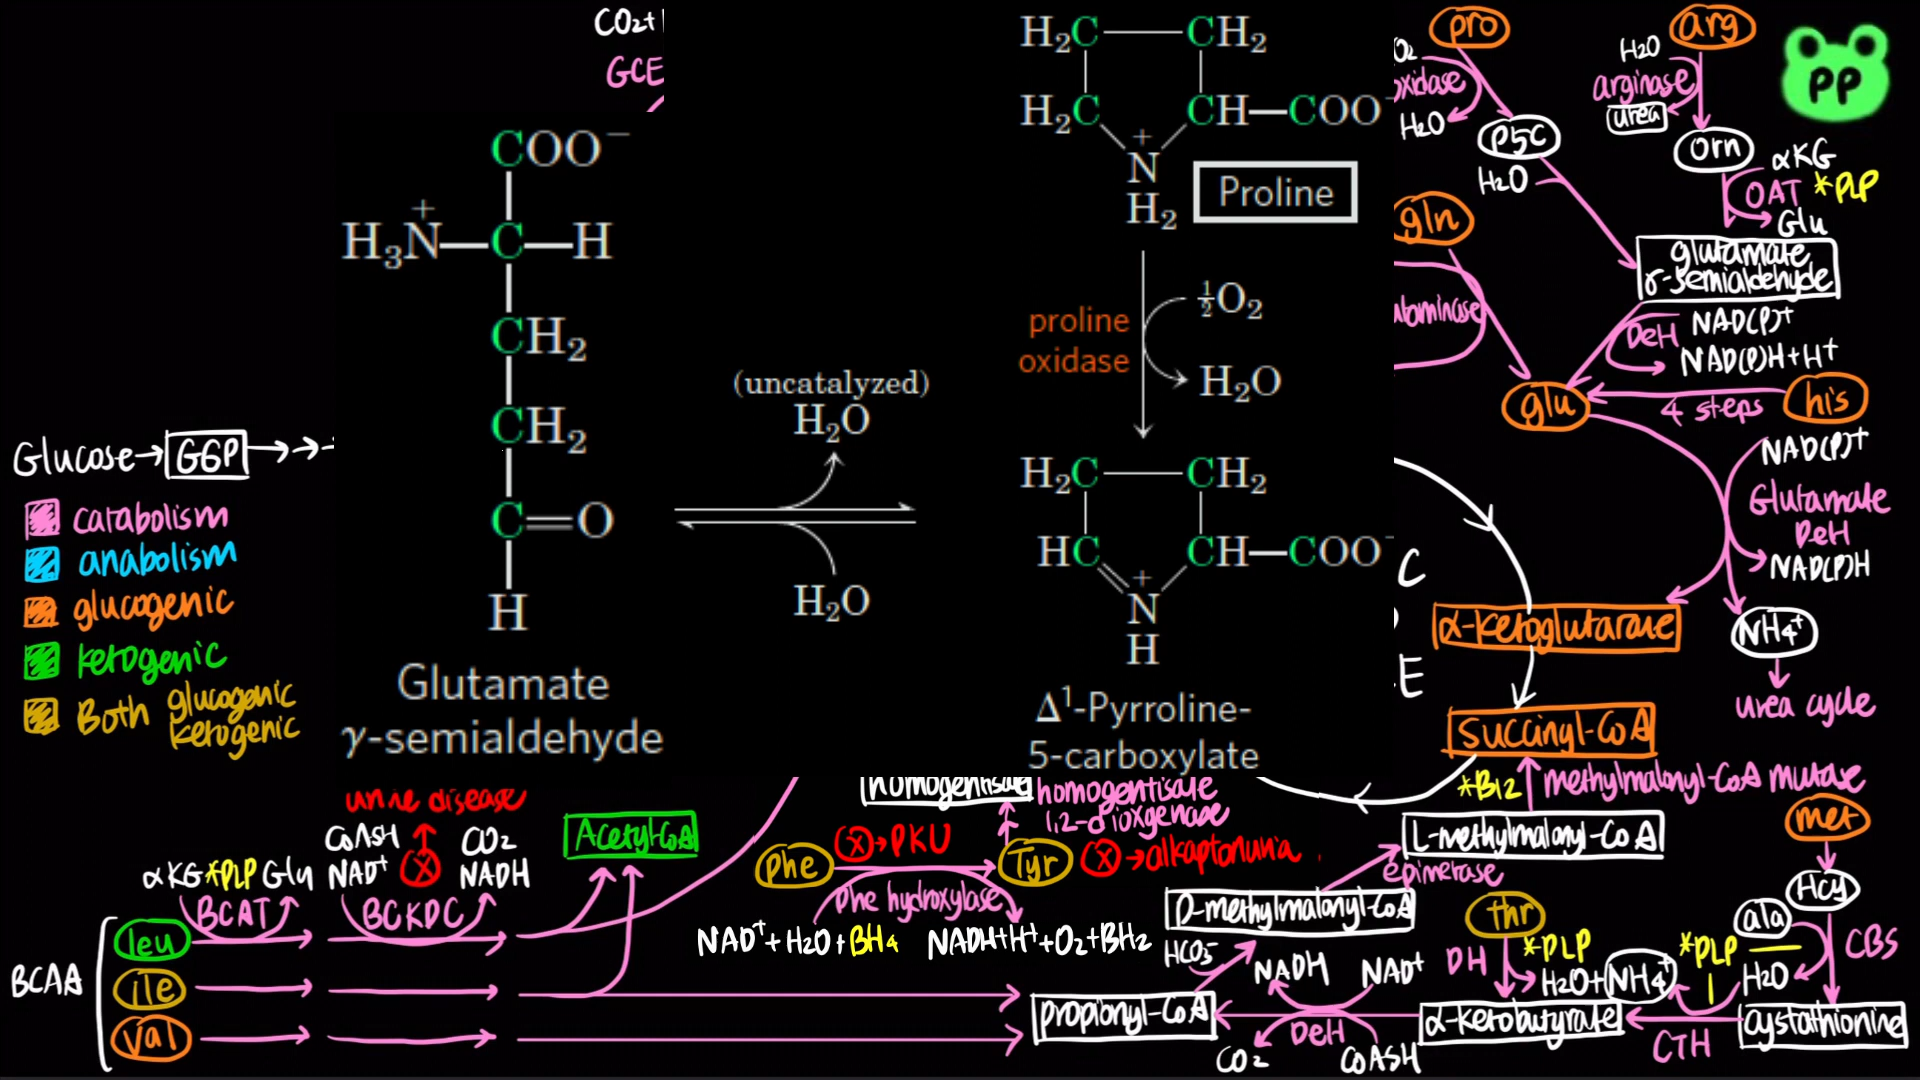 CO₂+
GCE
COO⁻
H₃N⁺—C—H
CH₂
CH₂
C=O
H
Glutamate
γ-semialdehyde
(uncatalyzed)
H₂O
H₂O
H₂C—CH₂
H₂C CH—COO⁻
+
N
H₂
Proline
proline
oxidase
½O₂
H₂O
H₂C—CH₂
HC CH—COO⁻
+
N
H
Δ¹-Pyrroline-
5-carboxylate
Glucose→G6P→→
catabolism
anabolism
glucogenic
ketogenic
Both glucogenic
ketogenic
pro
O₂
oxidase
H₂O
P5C
H₂O
arg
H₂O
arginase
urea
orn
αKG
OAT *PLP
Glu
PP
gln
glutamate
γ-semialdehyde
DeH
NAD(P)⁺
NAD(P)H+H⁺
glu
4 steps
his
NAD(P)⁺
Glutamate
DeH
NAD(P)H
C
E
α-ketoglutarate
NH₄⁺
urea cycle
succinyl-CoA
*B12
methylmalonyl-CoA mutase
L-methylmalonyl-CoA
epimerase
D-methylmalonyl-CoA
HCO₃⁻
urine disease
CoASH
NAD⁺
X
CO₂
NADH
αKG *PLP Glu
BCAT
BCKDC
BCAA
leu
ile
val
Acetyl-CoA
homogentisate
homogentisate
1,2-dioxgenase
phe
X→PKU
Tyr
X→alkaptonuria
Phe hydroxylase
NAD⁺+H₂O+BH₄
NADH+H⁺+O₂+BH₂
propionyl-CoA
NADH
NAD⁺
DeH
CO₂
CoASH
α-ketobutyrate
thr
DH
*PLP
H₂O+NH₄⁺
*PLP
CTH
met
Hcy
ala
CBS
H₂O
cystathionine